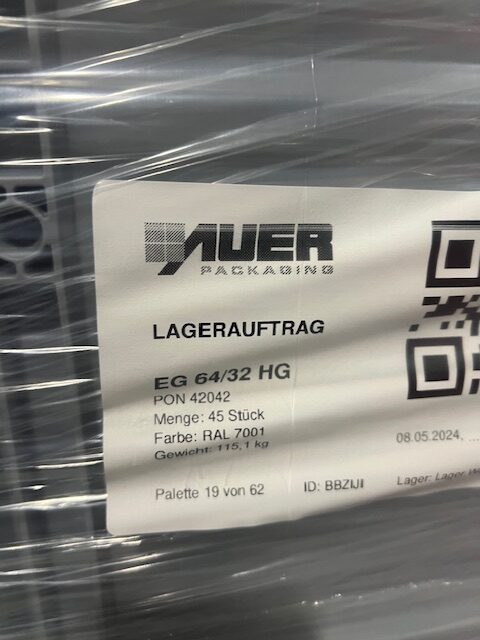 AUER
PACKAGING
LAGERAUFTRAG
EG 64/32 HG
PON 42042
Menge: 45 Stück
Farbe: RAL 7001
Gewicht: 115,1 kg
08.05.2024, ...
Palette 19 von 62
ID: BBZIJI
Lager: Lager